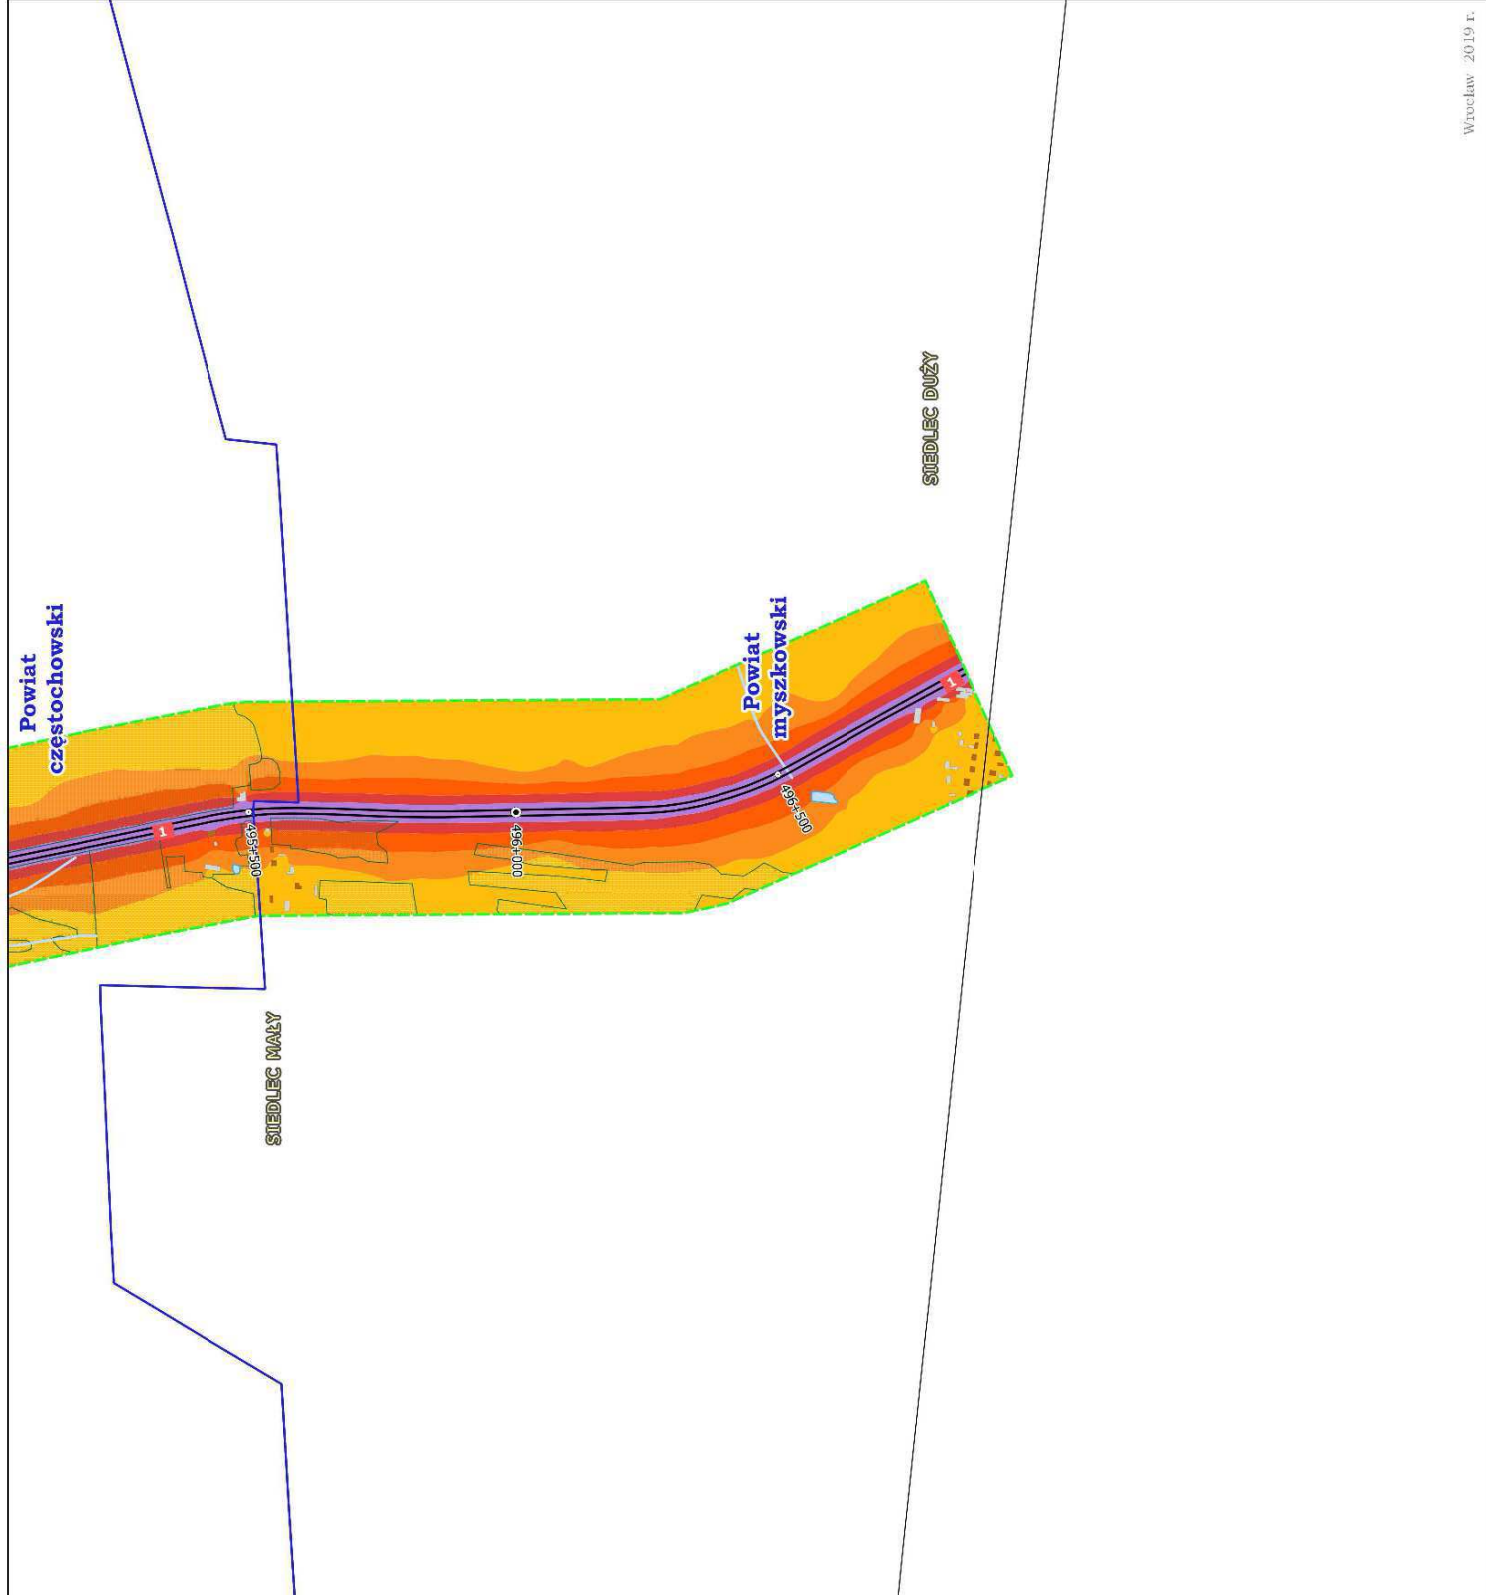 Wrocław 2019 r.
SIEDLEC DUŻY
Powiat
częstochowski
Powiat
myszkowski
1
1
495+500
496+000
496+500
SIEDLEC MAŁY